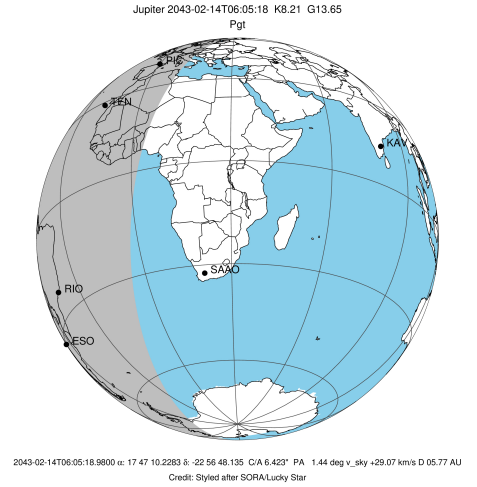 Jupiter 2043-02-14T06:05:18 K8.21 G13.65
Pgt
PIC
TEN
KAV
SAAO
RIO
ESO
2043-02-14T06:05:18.9800 α: 17 47 10.2283 δ: -22 56 48.135 C/A 6.423" PA 1.44 deg v_sky +29.07 km/s D 05.77 AU
Credit: Styled after SORA/Lucky Star